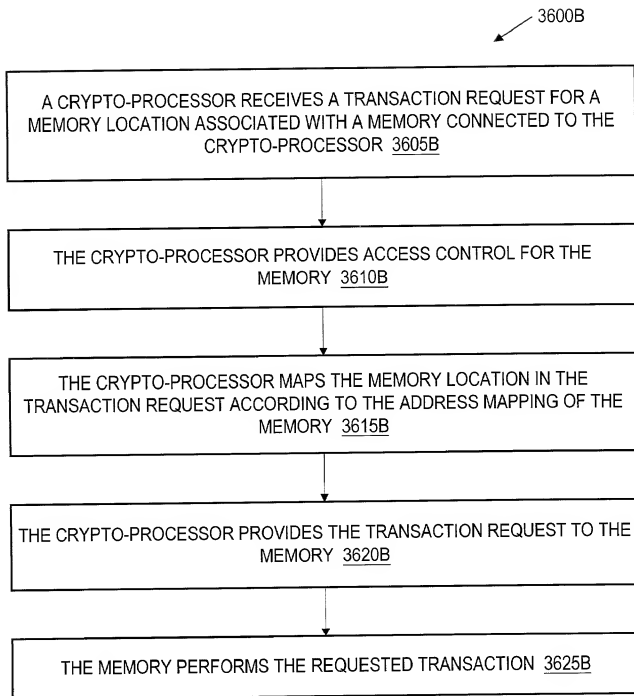 3600B
A CRYPTO-PROCESSOR RECEIVES A TRANSACTION REQUEST FOR A
MEMORY LOCATION ASSOCIATED WITH A MEMORY CONNECTED TO THE
CRYPTO-PROCESSOR 3605B
THE CRYPTO-PROCESSOR PROVIDES ACCESS CONTROL FOR THE
MEMORY 3610B
THE CRYPTO-PROCESSOR MAPS THE MEMORY LOCATION IN THE
TRANSACTION REQUEST ACCORDING TO THE ADDRESS MAPPING OF THE
MEMORY 3615B
THE CRYPTO-PROCESSOR PROVIDES THE TRANSACTION REQUEST TO THE
MEMORY 3620B
THE MEMORY PERFORMS THE REQUESTED TRANSACTION 3625B